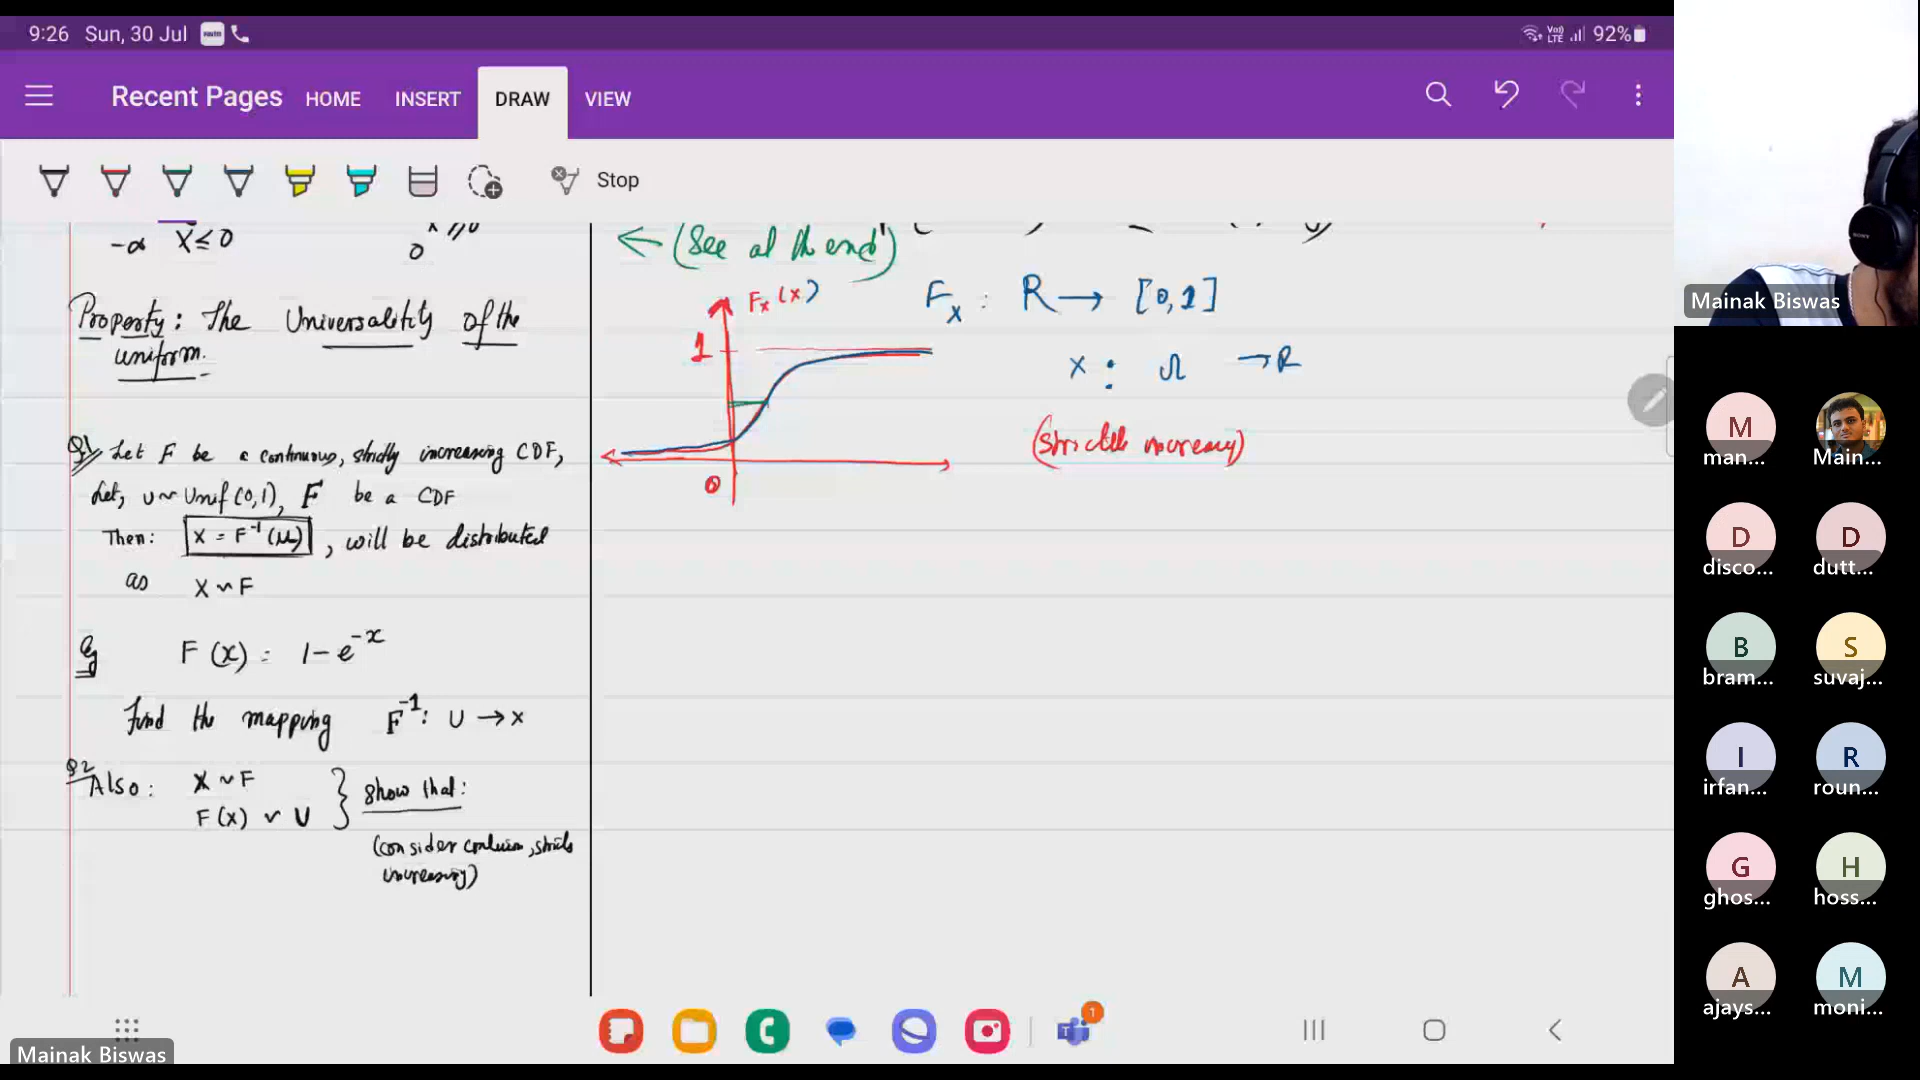 9:26 Sun, 30 Jul
92%
Recent Pages HOME INSERT DRAW VIEW
Stop
-α X≤0
0
Property: The Universality of the
uniform.
Q1 Let F be a continuous, strictly increasing CDF,
Let, U ~ Unif (0,1), F be a CDF
Then: X = F⁻¹(U), will be distributed
as X ~ F
Eg F(x) = 1-e^-x
Find the mapping F⁻¹: U → X
Q2 Also: X ~ F
F(X) ~ U } Show that:
(consider continuous, strictly
increasing)
← (See at the end)
Fₓ(x)
1
0
Fₓ : R → [0,1]
X : Ω → R
(strictly increasing)
Mainak Biswas
M
man... Main...
D D
disco... dutt...
B S
bram... suvaj...
I R
irfan... roun...
G H
ghos... hoss...
A M
ajays... moni...
1
Mainak Biswas